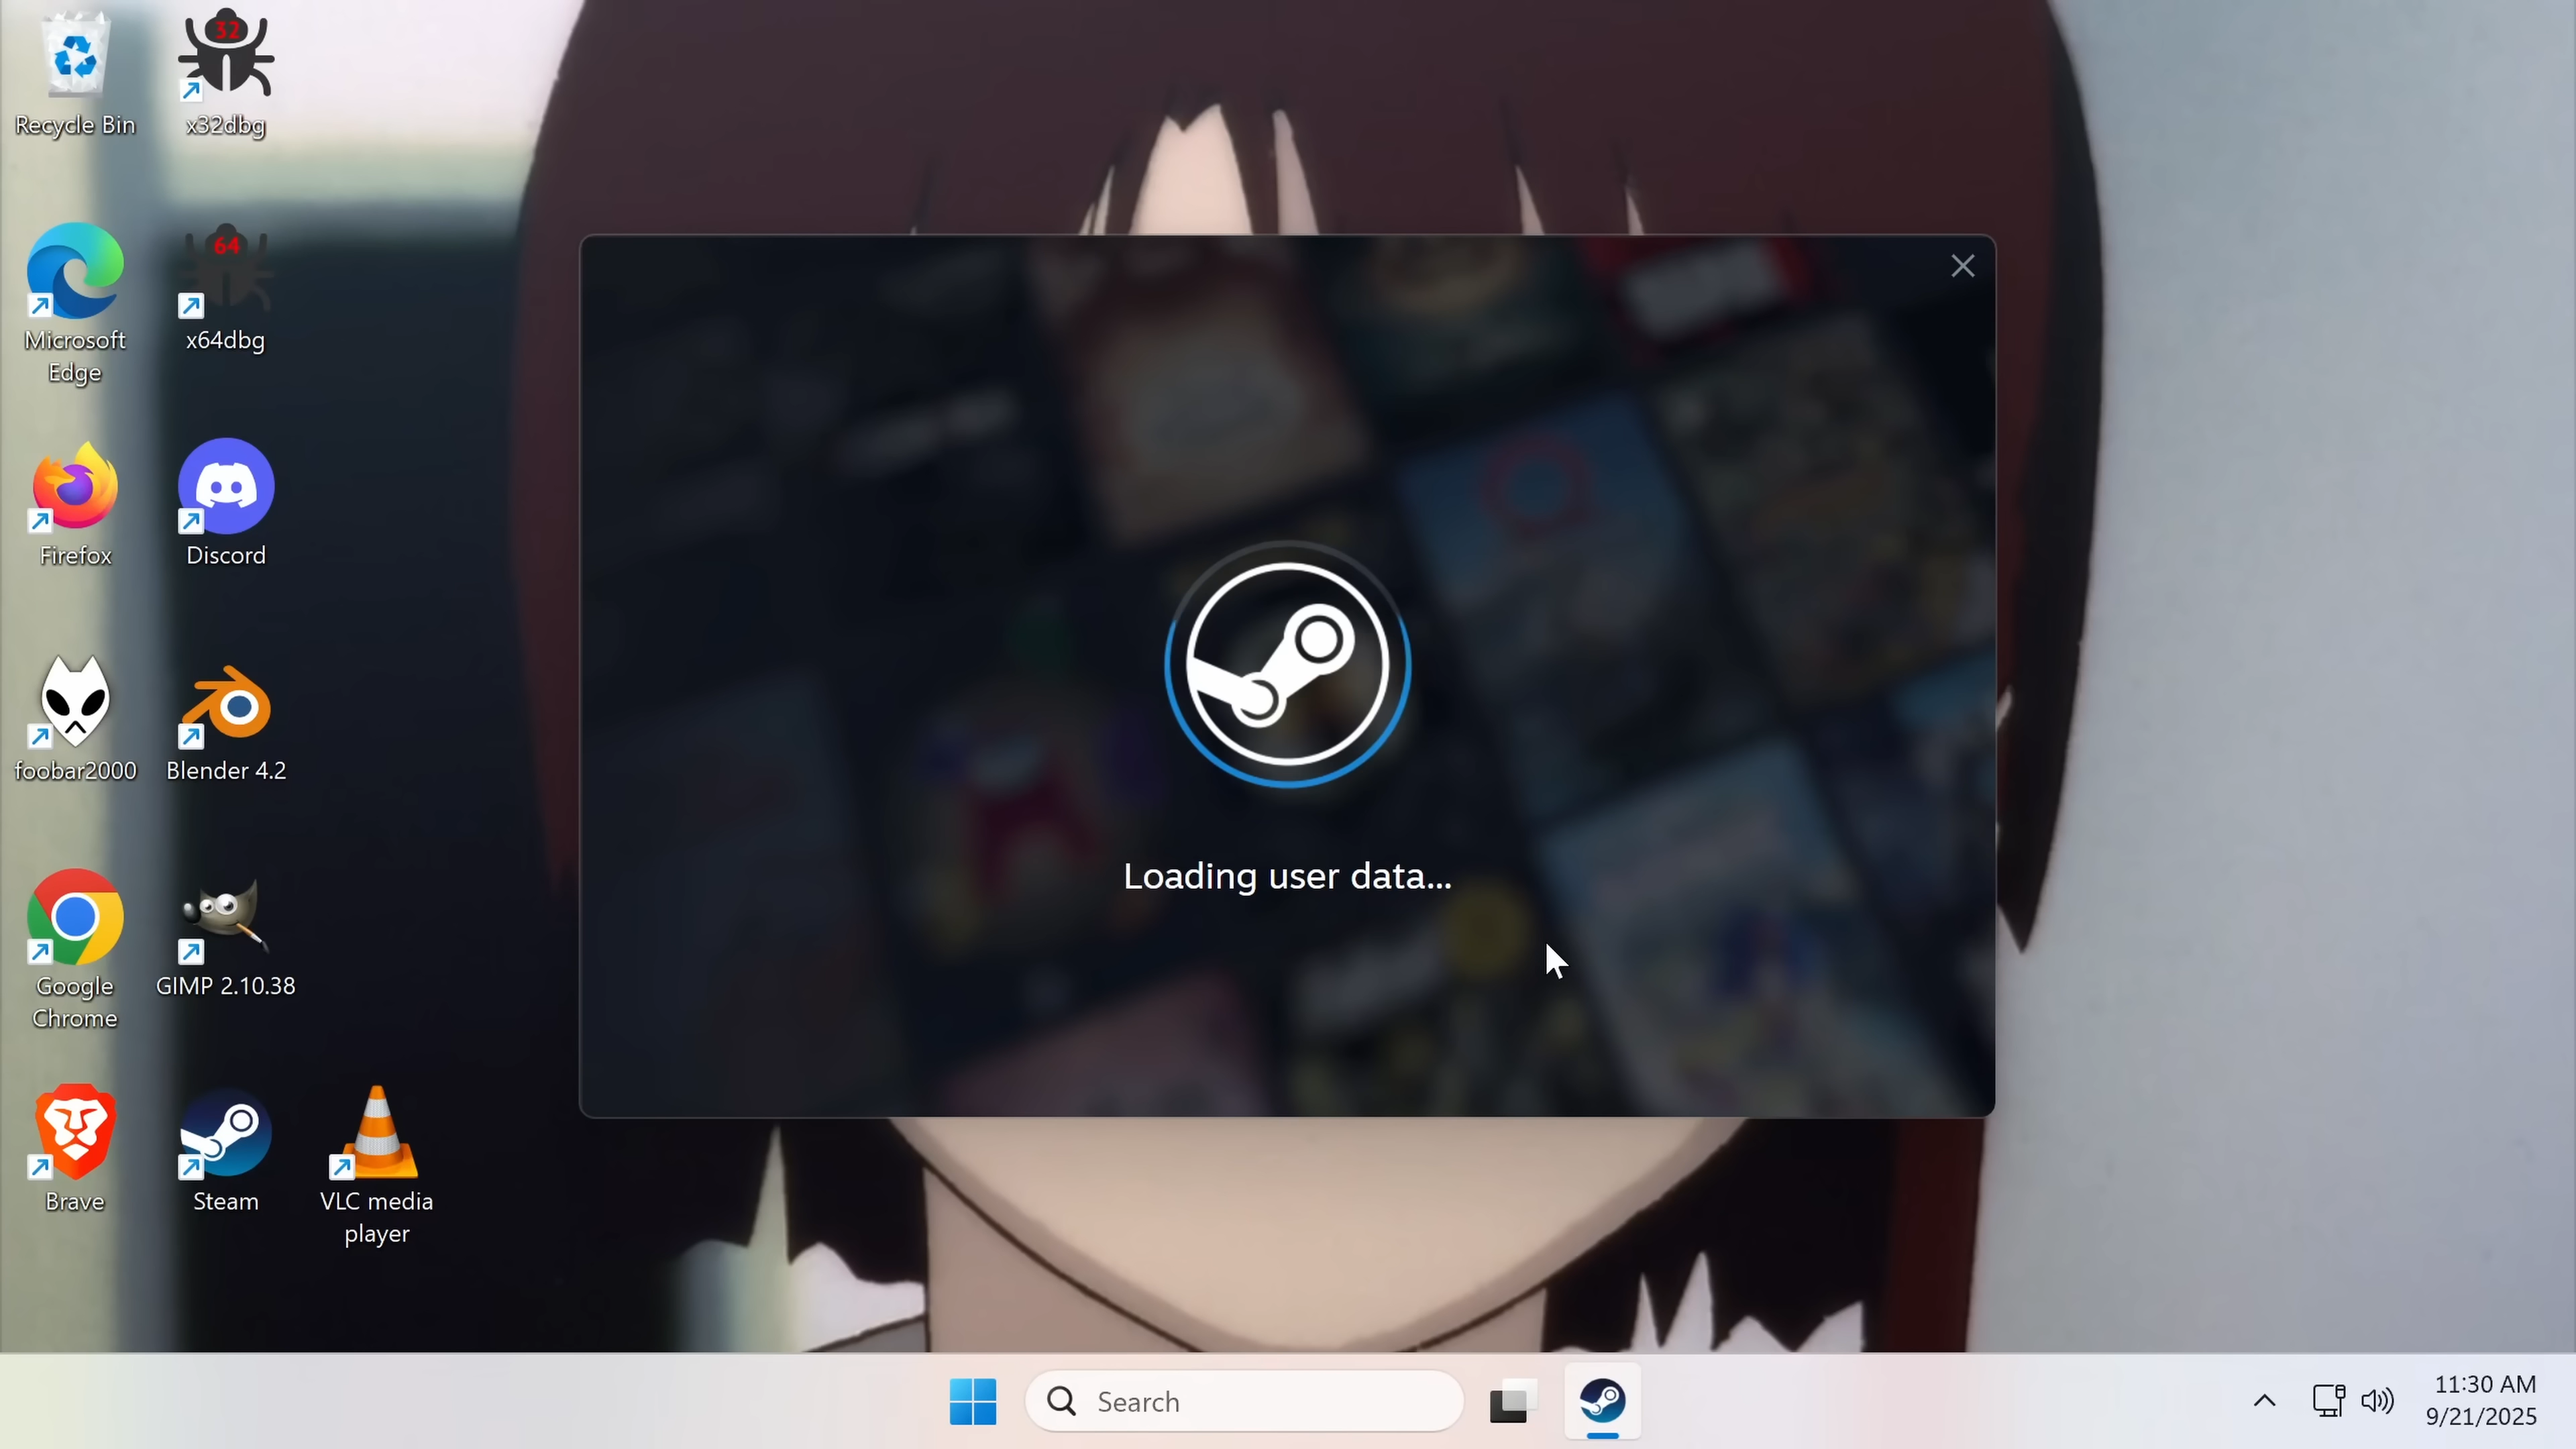 32
Recycle Bin
x32dbg
64
Microsoft
Edge
x64dbg
Firefox
Discord
foobar2000
Blender 4.2
Google
Chrome
GIMP 2.10.38
Brave
Steam
VLC media
player
Loading user data...
Search
11:30 AM
9/21/2025